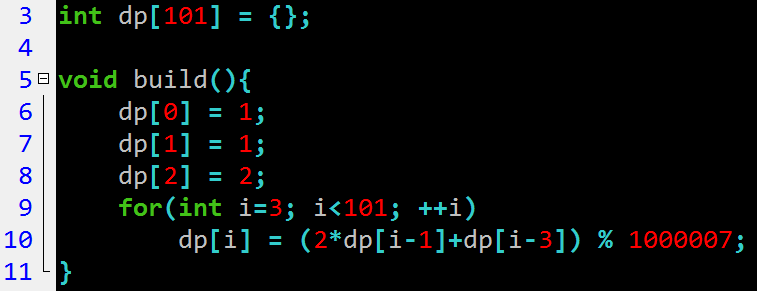 3 int dp[101] = {};
4
5 void build(){
6     dp[0] = 1;
7     dp[1] = 1;
8     dp[2] = 2;
9     for(int i=3; i<101; ++i)
10         dp[i] = (2*dp[i-1]+dp[i-3]) % 1000007;
11 }